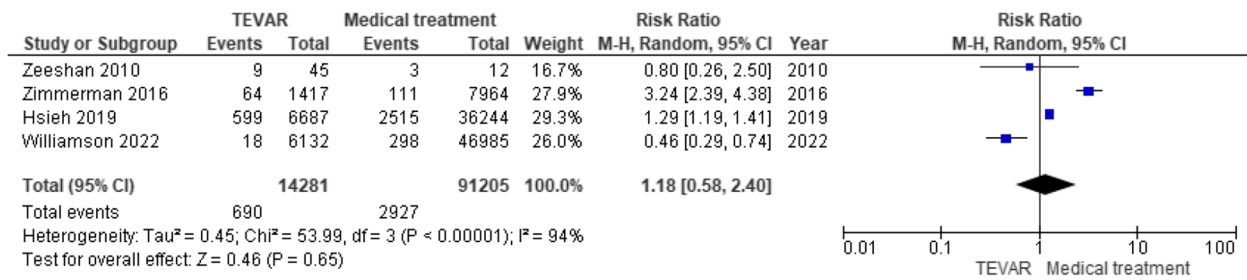 TEVAR Medical treatment Risk Ratio Risk Ratio
Study or Subgroup Events Total Events Total Weight M-H, Random, 95% CI Year M-H, Random, 95% CI
Zeeshan 2010 9 45 3 12 16.7% 0.80 [0.26, 2.50] 2010
Zimmerman 2016 64 1417 111 7964 27.9% 3.24 [2.39, 4.38] 2016
Hsieh 2019 599 6687 2515 36244 29.3% 1.29 [1.19, 1.41] 2019
Williamson 2022 18 6132 298 46985 26.0% 0.46 [0.29, 0.74] 2022
Total (95% CI) 14281 91205 100.0% 1.18 [0.58, 2.40]
Total events 690 2927
Heterogeneity: Tau² = 0.45; Chi² = 53.99, df = 3 (P < 0.00001); I² = 94%
Test for overall effect: Z = 0.46 (P = 0.65)
0.01 0.1 1 10 100
TEVAR Medical treatment